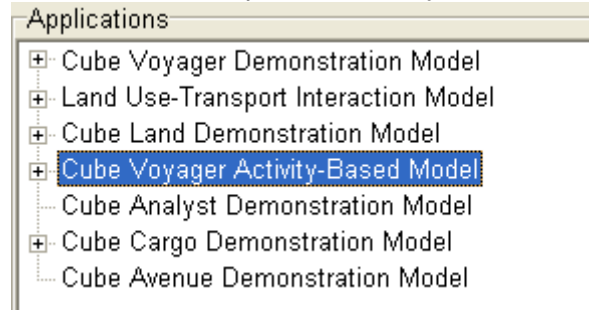 Applications
Cube Voyager Demonstration Model
Land Use-Transport Interaction Model
Cube Land Demonstration Model
Cube Voyager Activity-Based Model
Cube Analyst Demonstration Model
Cube Cargo Demonstration Model
Cube Avenue Demonstration Model